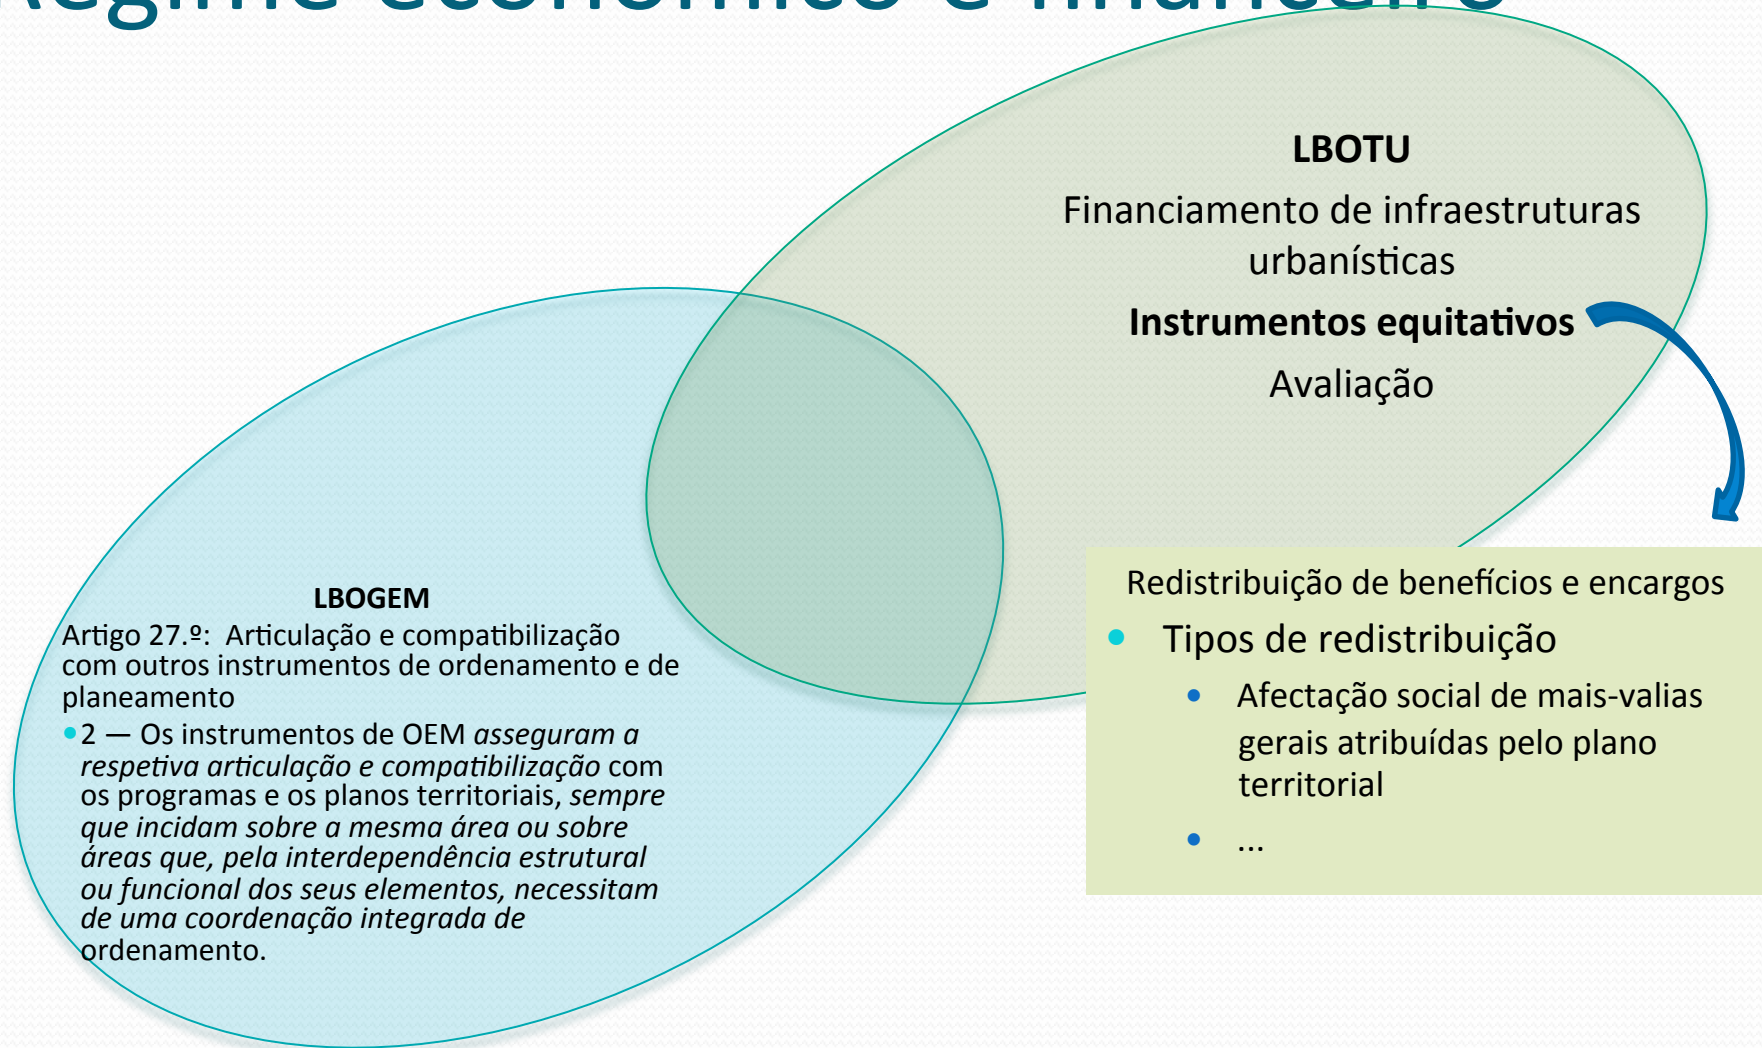 Regime económico e financeiro
LBOTU
Financiamento de infraestruturas
urbanísticas
Instrumentos equitativos
Avaliação
LBOGEM
Artigo 27.º: Articulação e compatibilização
com outros instrumentos de ordenamento e de
planeamento
•2 — Os instrumentos de OEM asseguram a
respetiva articulação e compatibilização com
os programas e os planos territoriais, sempre
que incidam sobre a mesma área ou sobre
áreas que, pela interdependência estrutural
ou funcional dos seus elementos, necessitam
de uma coordenação integrada de
ordenamento.
Redistribuição de benefícios e encargos
• Tipos de redistribuição
• Afectação social de mais-valias
gerais atribuídas pelo plano
territorial
• ...